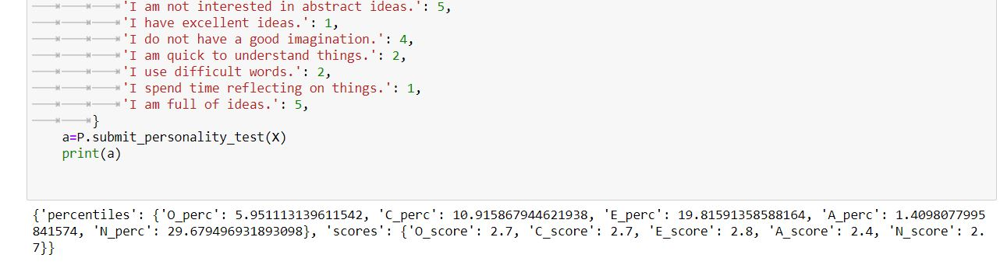 'I am not interested in abstract ideas.': 5,
'I have excellent ideas.': 1,
'I do not have a good imagination.': 4,
'I am quick to understand things.': 2,
'I use difficult words.': 2,
'I spend time reflecting on things.': 1,
'I am full of ideas.': 5,
}
a=P.submit_personality_test(X)
print(a)
{'percentiles': {'O_perc': 5.951113139611542, 'C_perc': 10.915867944621938, 'E_perc': 19.81591358588164, 'A_perc': 1.4098077995
841574, 'N_perc': 29.679496931893098}, 'scores': {'O_score': 2.7, 'C_score': 2.7, 'E_score': 2.8, 'A_score': 2.4, 'N_score': 2.
7}}